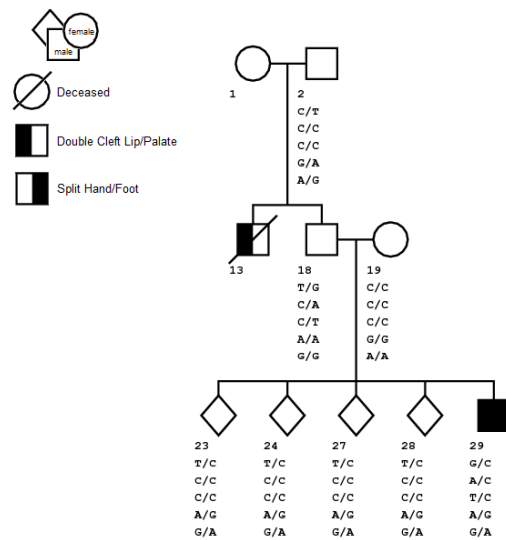 female
male
Deceased
Double Cleft Lip/Palate
Split Hand/Foot
1 2
C/T
C/C
C/C
G/A
A/G
13 18 19
T/G C/C
C/A C/C
C/T C/C
A/A G/G
G/G A/A
23 24 27 28 29
T/C T/C T/C T/C G/C
C/C C/C C/C C/C A/C
C/C C/C C/C C/C T/C
A/G A/G A/G A/G A/G
G/A G/A G/A G/A G/A